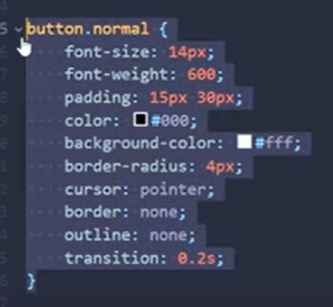 button.normal {
font-size: 14px;
font-weight: 600;
padding: 15px 30px;
color: #000;
background-color: #fff;
border-radius: 4px;
cursor: pointer;
border: none;
outline: none;
transition: 0.2s;
}